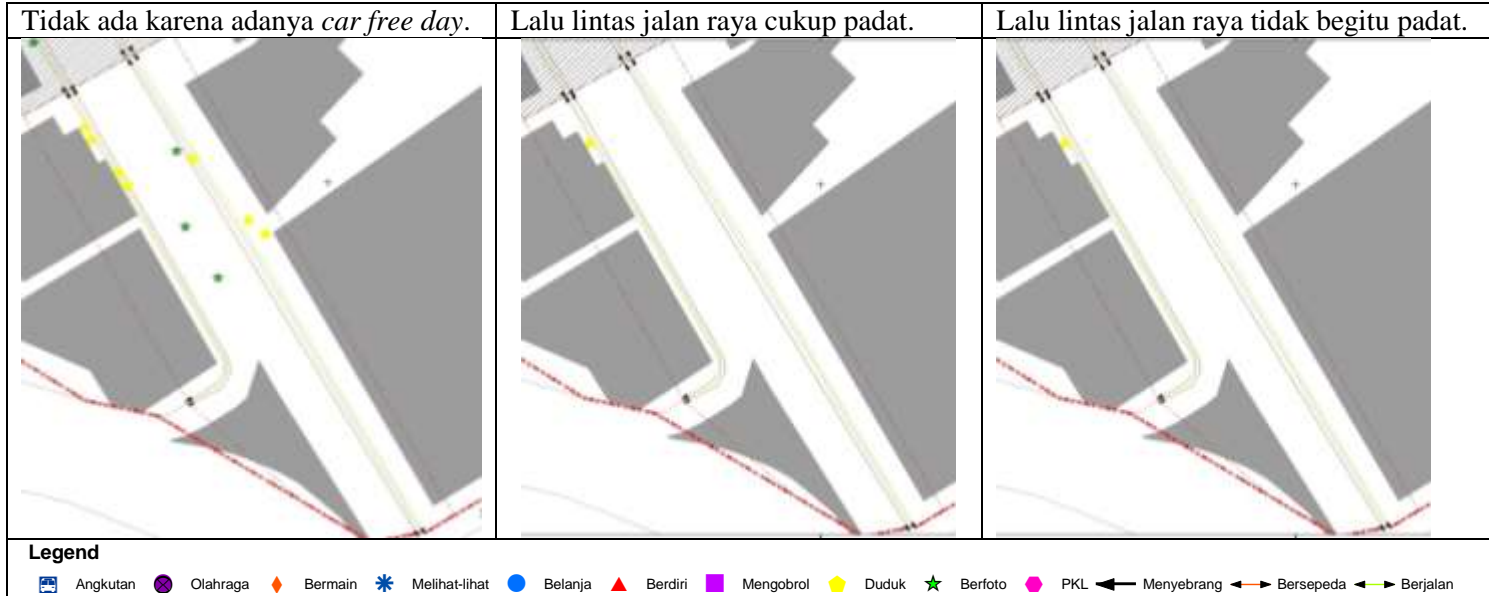 Tidak ada karena adanya car free day.
Lalu lintas jalan raya cukup padat.
Lalu lintas jalan raya tidak begitu padat.
Legend
Angkutan Olahraga Bermain Melihat-lihat Belanja Berdiri Mengobrol Duduk Berfoto PKL Menyebrang Bersepeda Berjalan